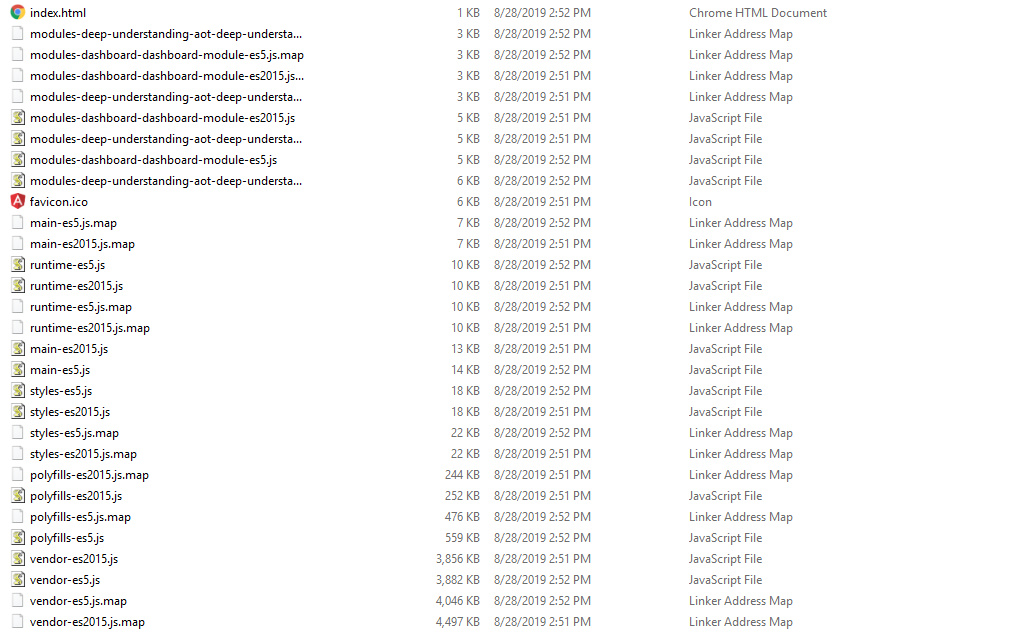 index.html 1 KB 8/28/2019 2:52 PM Chrome HTML Document
modules-deep-understanding-aot-deep-understa... 3 KB 8/28/2019 2:52 PM Linker Address Map
modules-dashboard-dashboard-module-es5.js.map 3 KB 8/28/2019 2:52 PM Linker Address Map
modules-dashboard-dashboard-module-es2015.js... 3 KB 8/28/2019 2:51 PM Linker Address Map
modules-deep-understanding-aot-deep-understa... 3 KB 8/28/2019 2:51 PM Linker Address Map
modules-dashboard-dashboard-module-es2015.js 5 KB 8/28/2019 2:51 PM JavaScript File
modules-deep-understanding-aot-deep-understa... 5 KB 8/28/2019 2:51 PM JavaScript File
modules-dashboard-dashboard-module-es5.js 5 KB 8/28/2019 2:52 PM JavaScript File
modules-deep-understanding-aot-deep-understa... 6 KB 8/28/2019 2:52 PM JavaScript File
favicon.ico 6 KB 8/28/2019 2:51 PM Icon
main-es5.js.map 7 KB 8/28/2019 2:52 PM Linker Address Map
main-es2015.js.map 7 KB 8/28/2019 2:51 PM Linker Address Map
runtime-es5.js 10 KB 8/28/2019 2:52 PM JavaScript File
runtime-es2015.js 10 KB 8/28/2019 2:51 PM JavaScript File
runtime-es5.js.map 10 KB 8/28/2019 2:52 PM Linker Address Map
runtime-es2015.js.map 10 KB 8/28/2019 2:51 PM Linker Address Map
main-es2015.js 13 KB 8/28/2019 2:51 PM JavaScript File
main-es5.js 14 KB 8/28/2019 2:52 PM JavaScript File
styles-es5.js 18 KB 8/28/2019 2:52 PM JavaScript File
styles-es2015.js 18 KB 8/28/2019 2:51 PM JavaScript File
styles-es5.js.map 22 KB 8/28/2019 2:52 PM Linker Address Map
styles-es2015.js.map 22 KB 8/28/2019 2:51 PM Linker Address Map
polyfills-es2015.js.map 244 KB 8/28/2019 2:51 PM Linker Address Map
polyfills-es2015.js 252 KB 8/28/2019 2:51 PM JavaScript File
polyfills-es5.js.map 476 KB 8/28/2019 2:52 PM Linker Address Map
polyfills-es5.js 559 KB 8/28/2019 2:52 PM JavaScript File
vendor-es2015.js 3,856 KB 8/28/2019 2:51 PM JavaScript File
vendor-es5.js 3,882 KB 8/28/2019 2:52 PM JavaScript File
vendor-es5.js.map 4,046 KB 8/28/2019 2:52 PM Linker Address Map
vendor-es2015.js.map 4,497 KB 8/28/2019 2:51 PM Linker Address Map